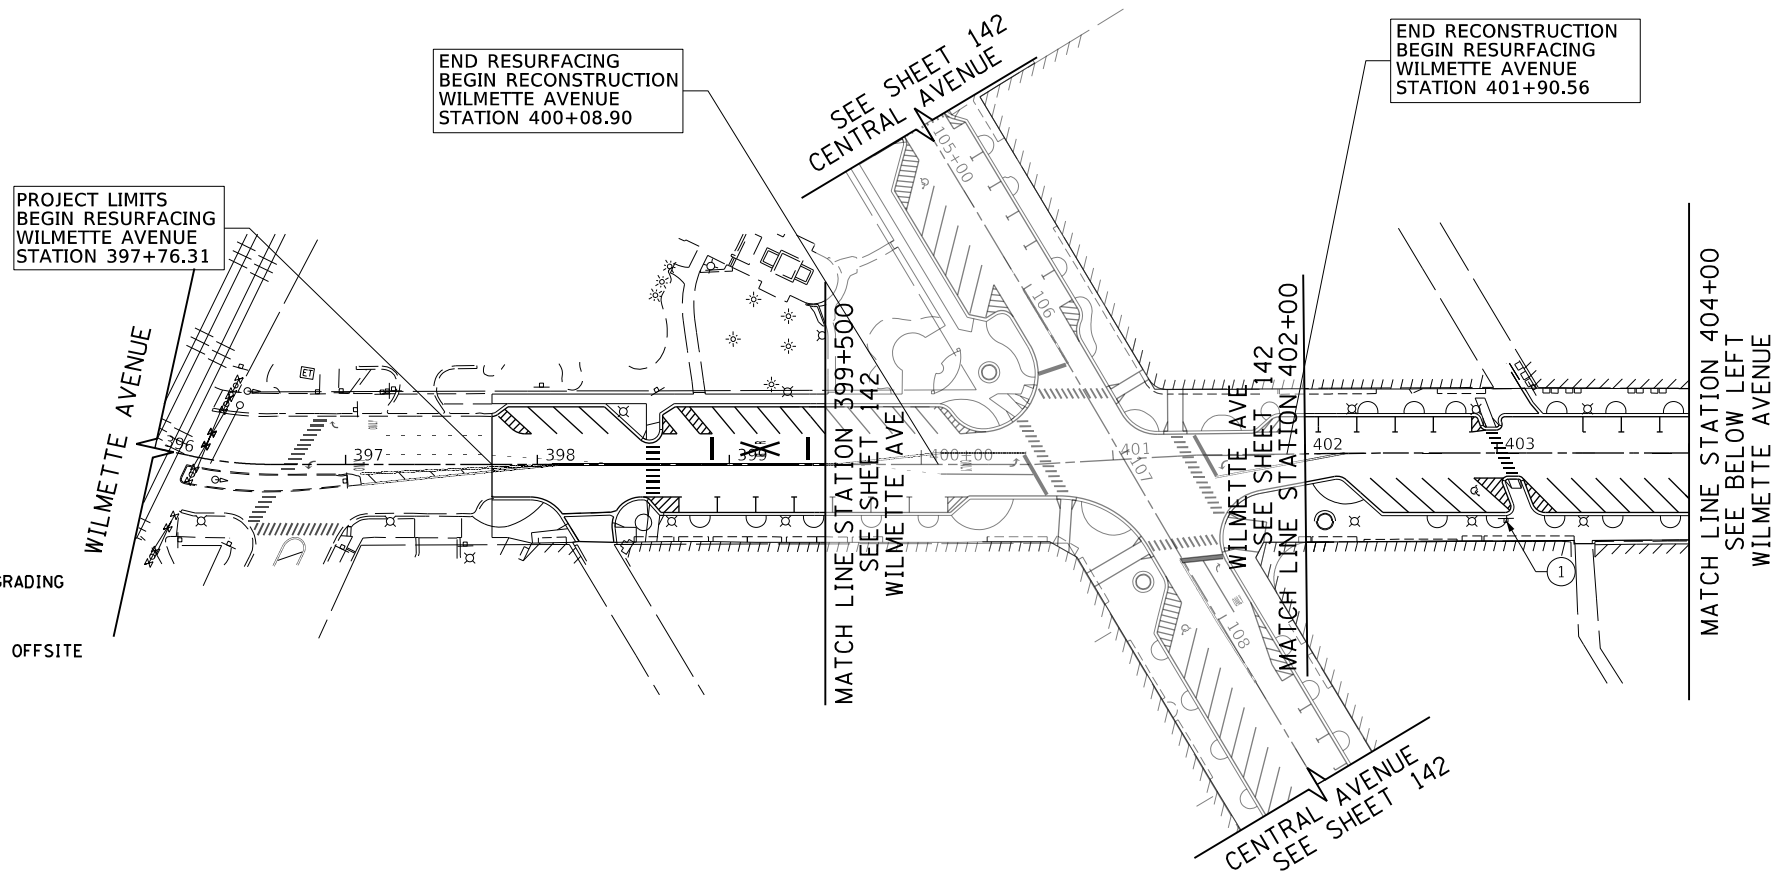 SEE SHEET 142
CENTRAL AVENUE
END RESURFACING
BEGIN RECONSTRUCTION
WILMETTE AVENUE
STATION 400+08.90
END RECONSTRUCTION
BEGIN RESURFACING
WILMETTE AVENUE
STATION 401+90.56
PROJECT LIMITS
BEGIN RESURFACING
WILMETTE AVENUE
STATION 397+76.31
WILMETTE AVENUE
ET
105+00
106
396
397
398
399
400+00
401
107
108
402
403
MATCH LINE STATION 399+500
SEE SHEET 142
WILMETTE AVE
WILMETTE AVE
SEE SHEET 142
MATCH LINE STATION 402+00
MATCH LINE STATION 404+00
SEE BELOW LEFT
WILMETTE AVENUE
1
GRADING
OFFSITE
CENTRAL AVENUE
SEE SHEET 142